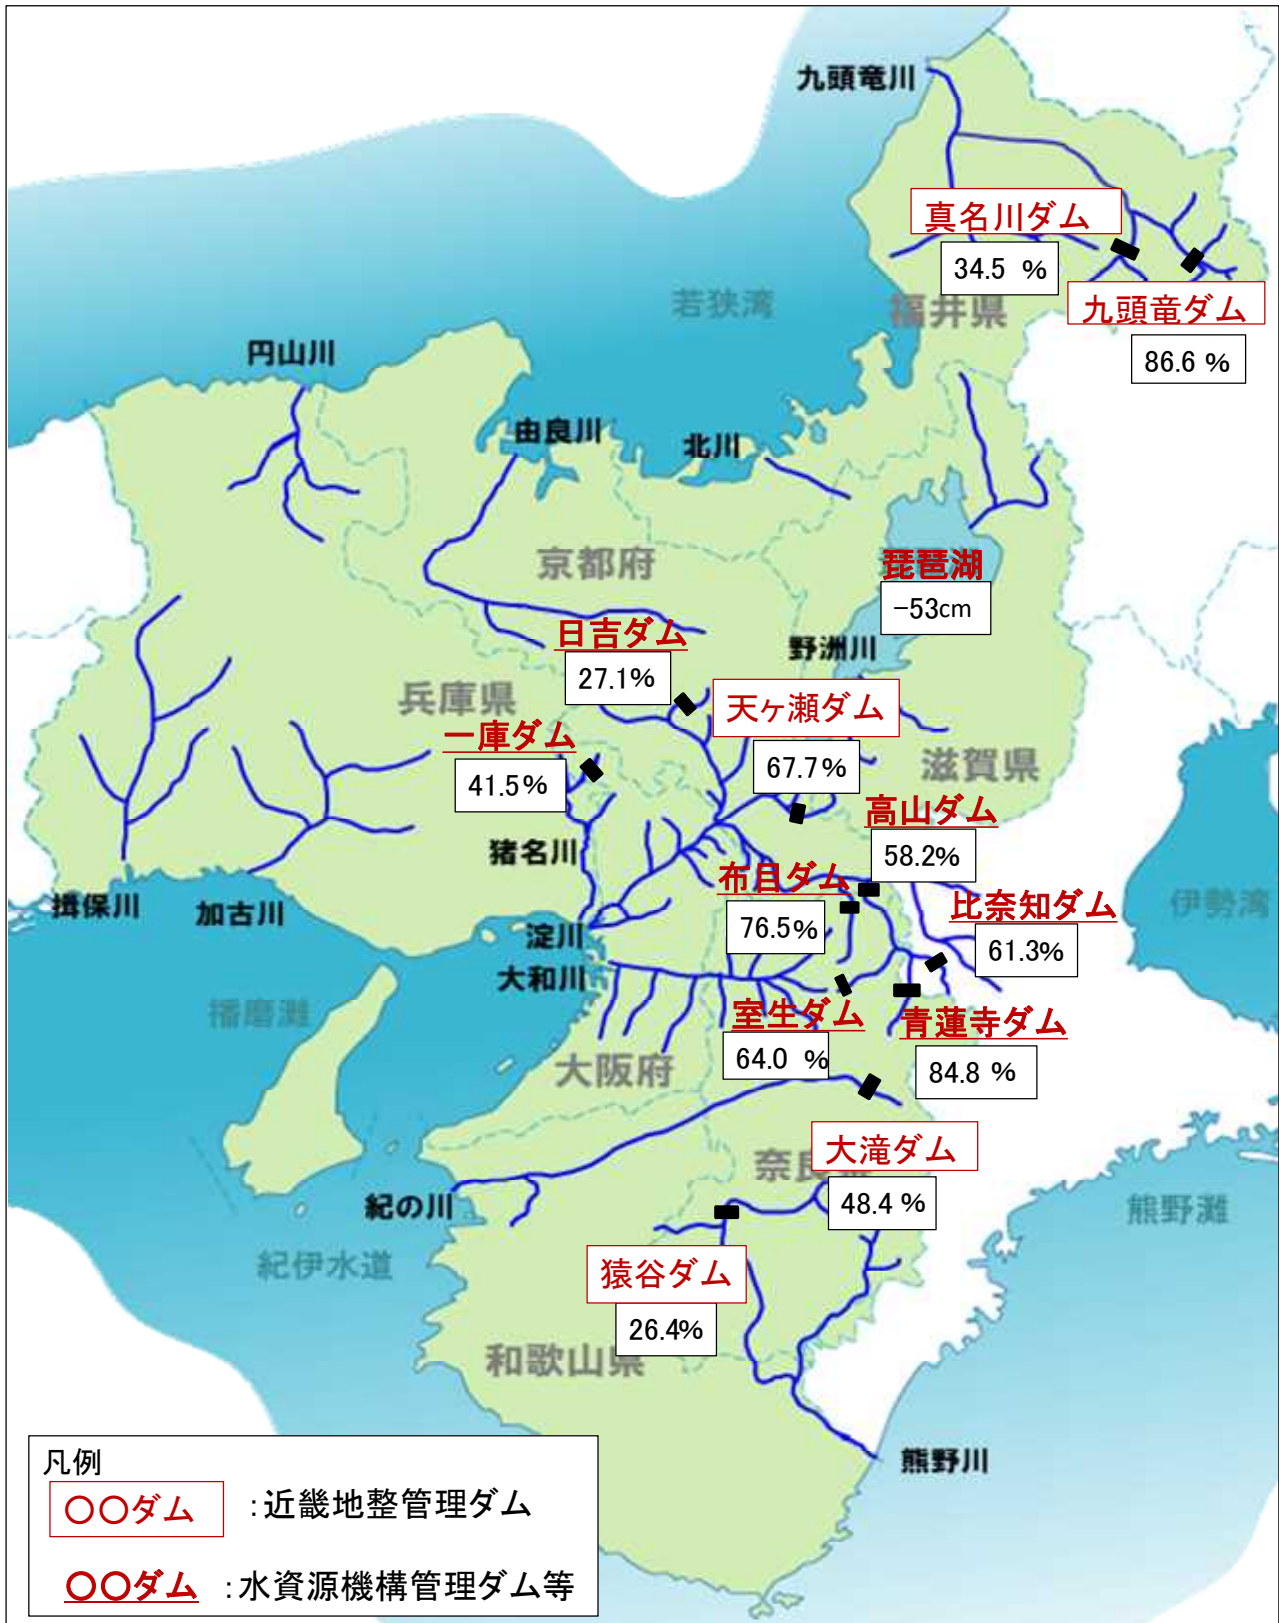 九頭竜川
真名川ダム
34.5 %
九頭竜ダム
86.6 %
若狭湾
福井県
円山川
由良川
北川
京都府
琵琶湖
-53cm
日吉ダム
27.1%
野洲川
兵庫県
天ヶ瀬ダム
67.7%
一庫ダム
41.5%
滋賀県
高山ダム
58.2%
猪名川
布目ダム
76.5%
比奈知ダム
61.3%
揖保川
加古川
淀川
大和川
伊勢湾
播磨灘
室生ダム
64.0 %
青蓮寺ダム
84.8 %
大阪府
大滝ダム
48.4 %
奈良
紀の川
紀伊水道
熊野灘
猿谷ダム
26.4%
和歌山県
熊野川
凡例
〇〇ダム :近畿地整管理ダム
〇〇ダム :水資源機構管理ダム等